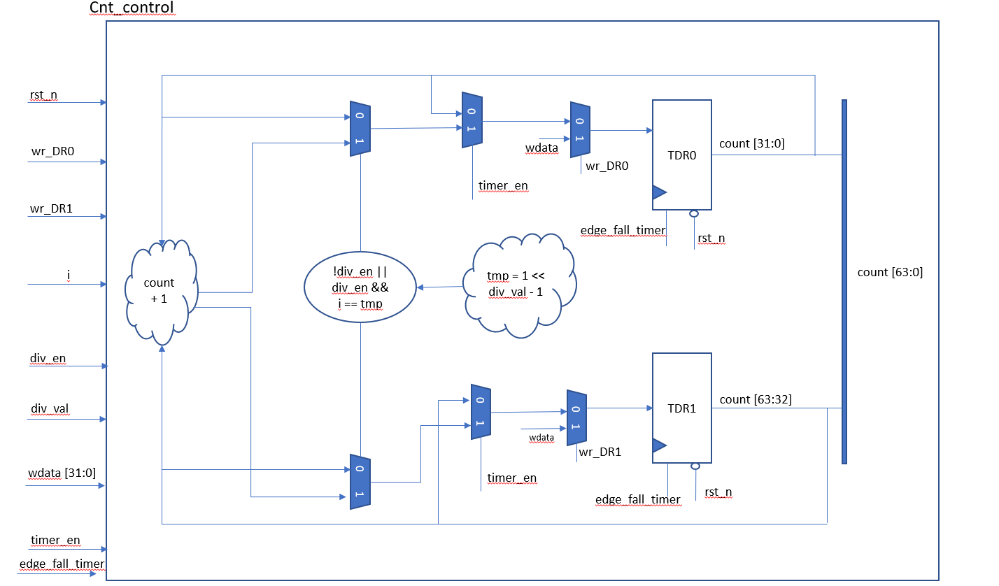 Cnt_control
rst_n
wr_DR0
wr_DR1
i
div_en
div_val
wdata [31:0]
timer_en
edge_fall_timer
count
+ 1
0
1
0
1
timer_en
wdata
0
1
wr_DR0
TDR0
count [31:0]
edge_fall_timer
rst_n
!div_en ||
div_en &&
i == tmp
tmp = 1 <<
div_val - 1
count [63:0]
0
1
0
1
timer_en
wdata
0
1
wr_DR1
TDR1
count [63:32]
edge_fall_timer
rst_n